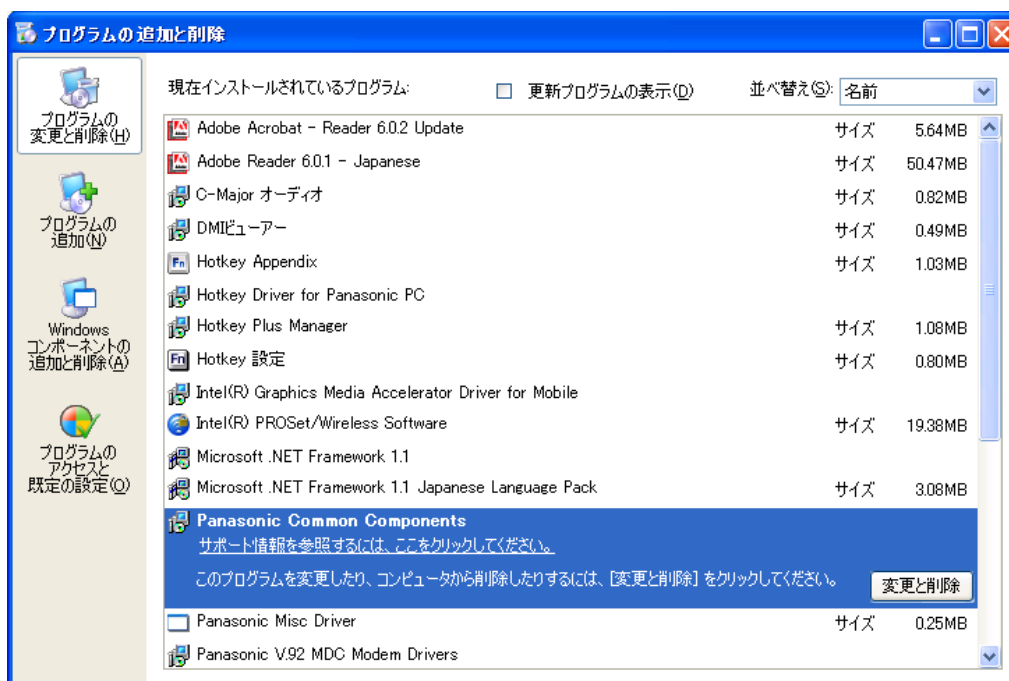 プログラムの追加と削除
プログラムの
変更と削除(H)
プログラムの
追加(N)
Windows
コンポーネントの
追加と削除(A)
プログラムの
アクセスと
既定の設定(O)
現在インストールされているプログラム: 更新プログラムの表示(D) 並べ替え(S): 名前
Adobe Acrobat - Reader 6.0.2 Update サイズ 5.64MB
Adobe Reader 6.0.1 - Japanese サイズ 50.47MB
C-Major オーディオ サイズ 0.82MB
DMIビューアー サイズ 0.49MB
Fn Hotkey Appendix サイズ 1.03MB
Hotkey Driver for Panasonic PC
Hotkey Plus Manager サイズ 1.08MB
Fn Hotkey 設定 サイズ 0.80MB
Intel(R) Graphics Media Accelerator Driver for Mobile
Intel(R) PROSet/Wireless Software サイズ 19.38MB
Microsoft .NET Framework 1.1
Microsoft .NET Framework 1.1 Japanese Language Pack サイズ 3.08MB
Panasonic Common Components
サポート情報を参照するには、ここをクリックしてください。
このプログラムを変更したり、コンピュータから削除したりするには、[変更と削除] をクリックしてください。 変更と削除
Panasonic Misc Driver サイズ 0.25MB
Panasonic V.92 MDC Modem Drivers